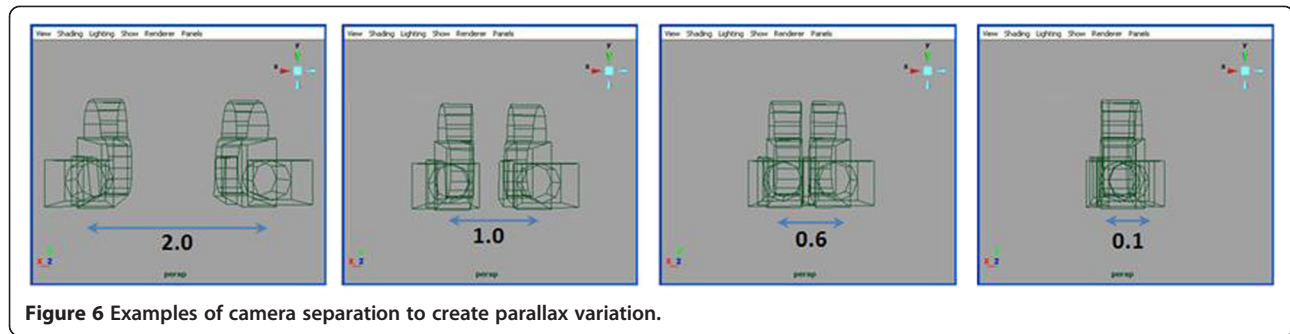 View Shading Lighting Show Renderer Panels
y
x
2.0
persp
View Shading Lighting Show Renderer Panels
y
x
1.0
persp
View Shading Lighting Show Renderer Panels
y
x
0.6
persp
View Shading Lighting Show Renderer Panels
y
x
0.1
persp
Figure 6 Examples of camera separation to create parallax variation.